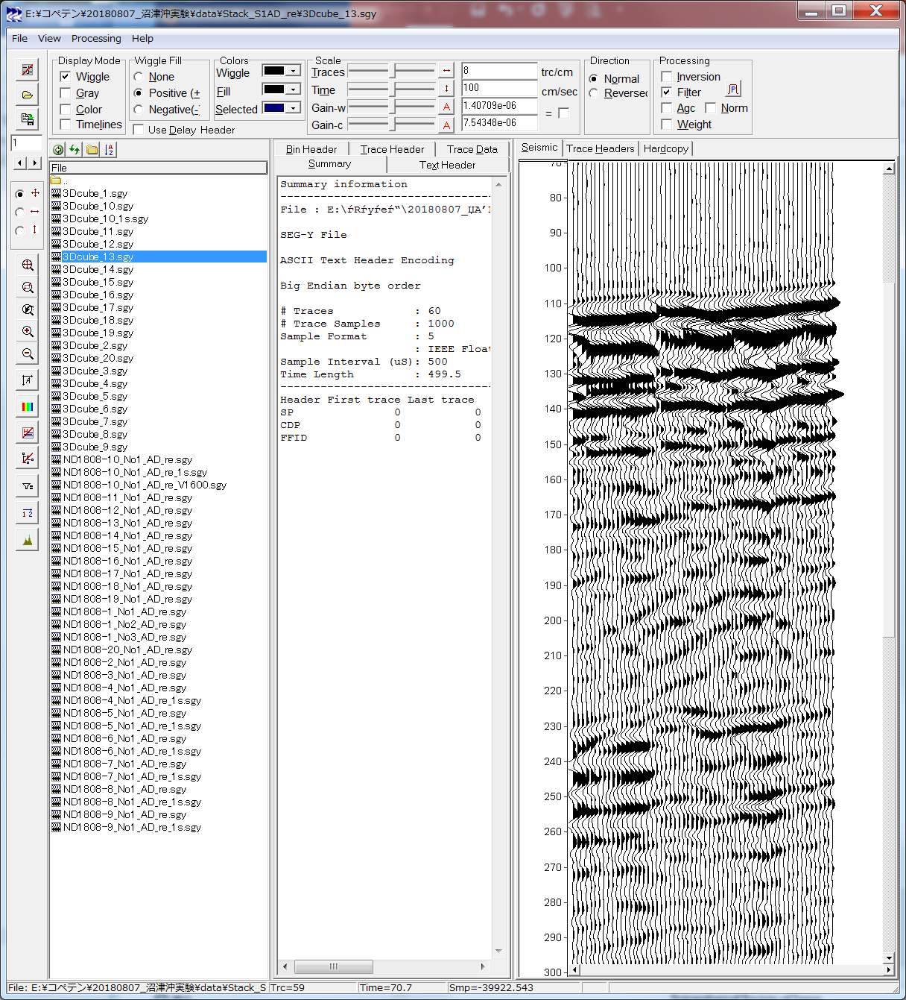 E:¥コペテン¥20180807_沼津沖実験¥data¥Stack_S1AD_re¥3Dcube_13.sgy
File View Processing Help
Display Mode
Wiggle
Gray
Color
Timelines
Wiggle Fill
None
Positive (+
Negative(-)
Use Delay Header
Colors
Wiggle
Fill
Selected
Scale
Traces 8 trc/cm
Time 100 cm/sec
Gain-w A 1.40709e-06
Gain-c A 7.54348e-06
=
Direction
Normal
Reversed
Processing
Inversion
Filter
Agc Norm
Weight
1
File
..
3Dcube_1.sgy
3Dcube_10.sgy
3Dcube_10_1s.sgy
3Dcube_11.sgy
3Dcube_12.sgy
3Dcube_13.sgy
3Dcube_14.sgy
3Dcube_15.sgy
3Dcube_16.sgy
3Dcube_17.sgy
3Dcube_18.sgy
3Dcube_19.sgy
3Dcube_2.sgy
3Dcube_20.sgy
3Dcube_3.sgy
3Dcube_4.sgy
3Dcube_5.sgy
3Dcube_6.sgy
3Dcube_7.sgy
3Dcube_8.sgy
3Dcube_9.sgy
ND1808-10_No1_AD_re.sgy
ND1808-10_No1_AD_re_1s.sgy
ND1808-10_No1_AD_re_V1600.sgy
ND1808-11_No1_AD_re.sgy
ND1808-12_No1_AD_re.sgy
ND1808-13_No1_AD_re.sgy
ND1808-14_No1_AD_re.sgy
ND1808-15_No1_AD_re.sgy
ND1808-16_No1_AD_re.sgy
ND1808-17_No1_AD_re.sgy
ND1808-18_No1_AD_re.sgy
ND1808-19_No1_AD_re.sgy
ND1808-1_No1_AD_re.sgy
ND1808-1_No2_AD_re.sgy
ND1808-1_No3_AD_re.sgy
ND1808-20_No1_AD_re.sgy
ND1808-2_No1_AD_re.sgy
ND1808-3_No1_AD_re.sgy
ND1808-4_No1_AD_re.sgy
ND1808-4_No1_AD_re_1s.sgy
ND1808-5_No1_AD_re.sgy
ND1808-5_No1_AD_re_1s.sgy
ND1808-6_No1_AD_re.sgy
ND1808-6_No1_AD_re_1s.sgy
ND1808-7_No1_AD_re.sgy
ND1808-7_No1_AD_re_1s.sgy
ND1808-8_No1_AD_re.sgy
ND1808-8_No1_AD_re_1s.sgy
ND1808-9_No1_AD_re.sgy
ND1808-9_No1_AD_re_1s.sgy
Bin Header Trace Header Trace Data
Summary Text Header
Summary information
--------------------------------
File : E:\ѓRѓyѓeѓ“\20180807_ЏА’
SEG-Y File
ASCII Text Header Encoding
Big Endian byte order
# Traces : 60
# Trace Samples : 1000
Sample Format : 5
: IEEE Float
Sample Interval (uS): 500
Time Length : 499.5
--------------------------------
Header First trace Last trace
SP 0 0
CDP 0 0
FFID 0 0
Seismic Trace Headers Hardcopy
70
80
90
100
110
120
130
140
150
160
170
180
190
200
210
220
230
240
250
260
270
280
290
300
File: E:¥コペテン¥20180807_沼津沖実験¥data¥Stack_S Trc=59 Time=70.7 Smp=-39922.543